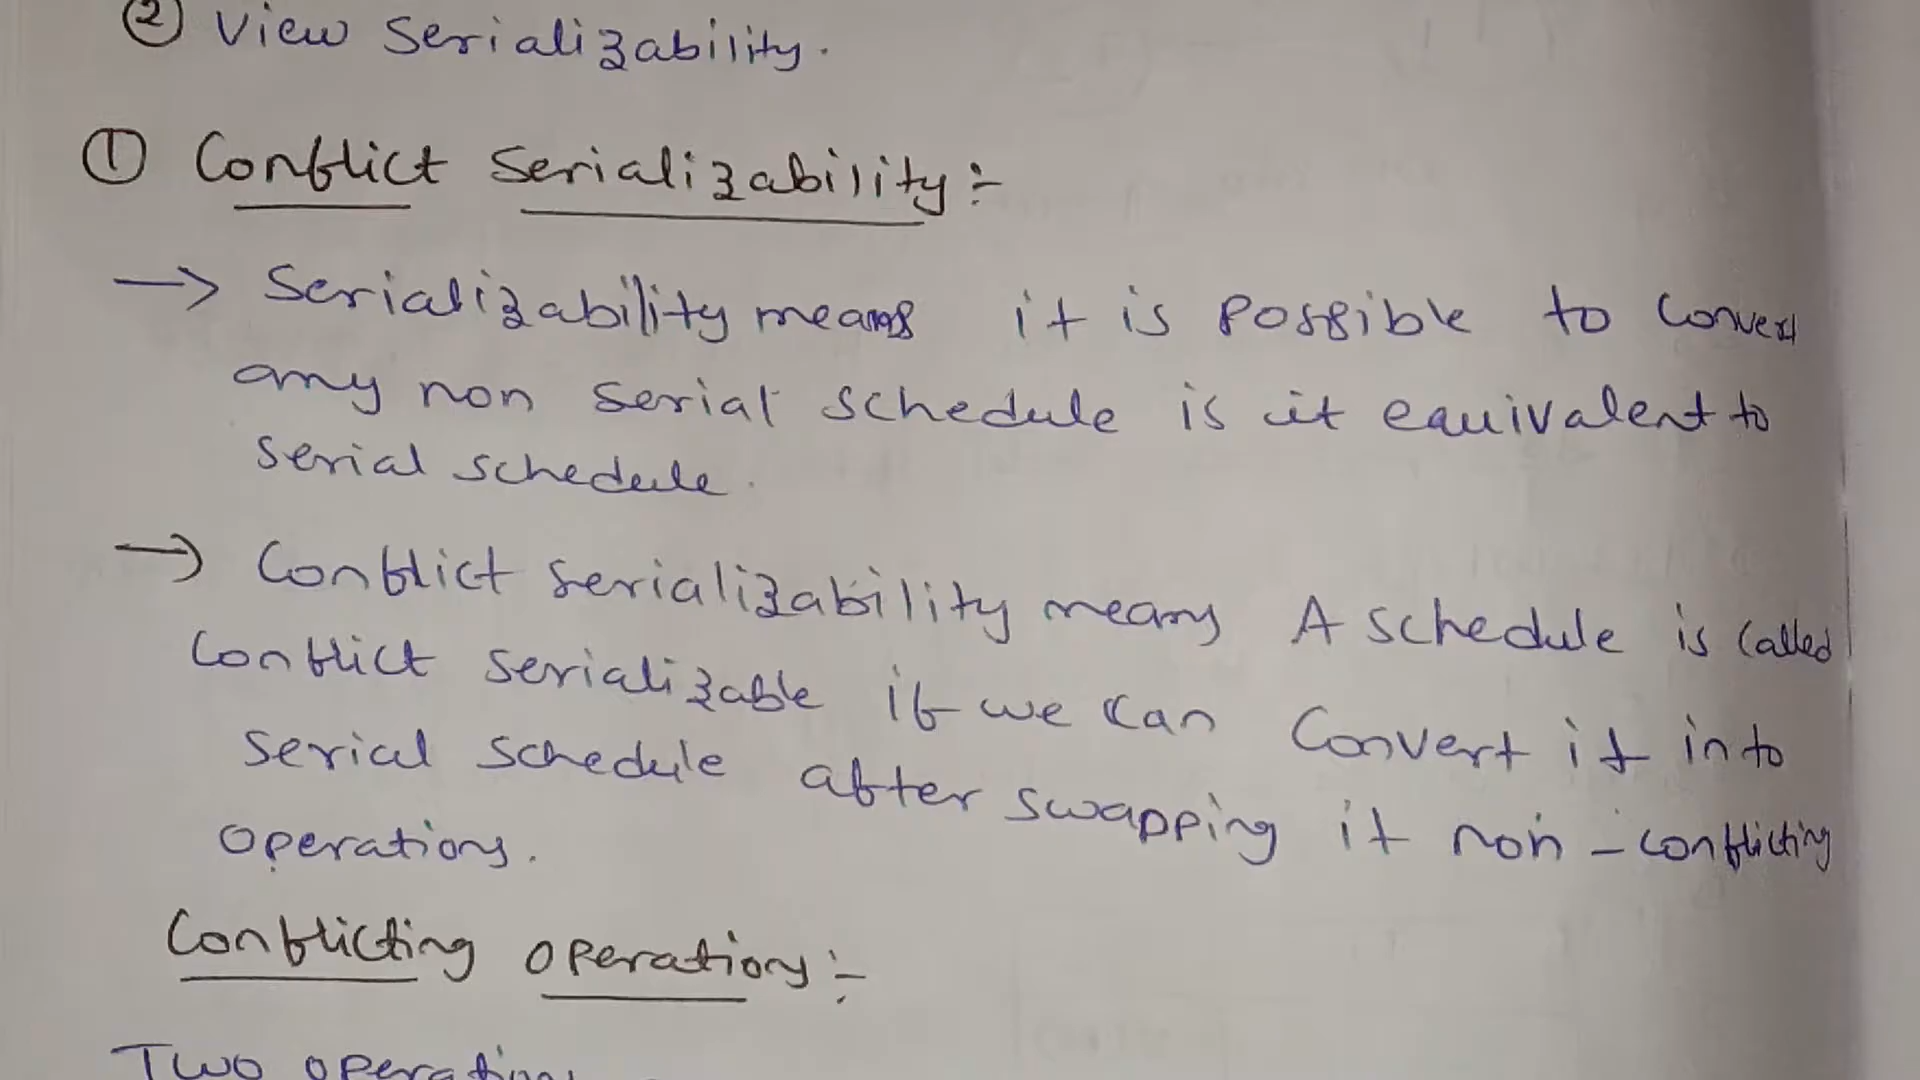 ② View Serializability.
① Conflict Serializability :-
→ Serializability means it is possible to convert
any non serial schedule is it equivalent to
serial schedule.
→ Conflict serializability means A schedule is called
conflict serializable if we can convert it into
serial schedule after swapping it non-conflicting
operations.
Conflicting operations :-
Two operations